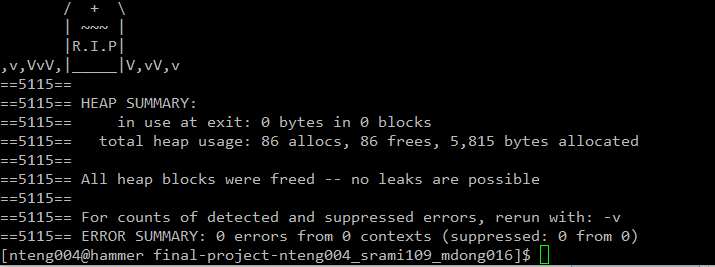 / + \
| ~~~ |
|R.I.P|
,v,VvV,|_____|V,vV,v
==5115==
==5115== HEAP SUMMARY:
==5115==     in use at exit: 0 bytes in 0 blocks
==5115==   total heap usage: 86 allocs, 86 frees, 5,815 bytes allocated
==5115==
==5115== All heap blocks were freed -- no leaks are possible
==5115==
==5115== For counts of detected and suppressed errors, rerun with: -v
==5115== ERROR SUMMARY: 0 errors from 0 contexts (suppressed: 0 from 0)
[nteng004@hammer final-project-nteng004_srami109_mdong016]$